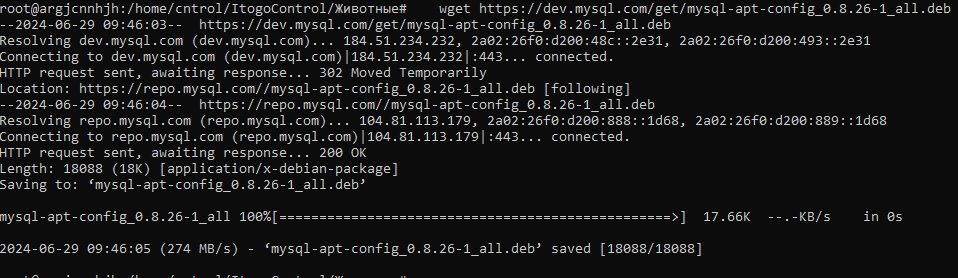 root@argjcnnhjh:/home/cntrol/ItogoControl/Животные#    wget https://dev.mysql.com/get/mysql-apt-config_0.8.26-1_all.deb
--2024-06-29 09:46:03--  https://dev.mysql.com/get/mysql-apt-config_0.8.26-1_all.deb
Resolving dev.mysql.com (dev.mysql.com)... 184.51.234.232, 2a02:26f0:d200:48c::2e31, 2a02:26f0:d200:493::2e31
Connecting to dev.mysql.com (dev.mysql.com)|184.51.234.232|:443... connected.
HTTP request sent, awaiting response... 302 Moved Temporarily
Location: https://repo.mysql.com//mysql-apt-config_0.8.26-1_all.deb [following]
--2024-06-29 09:46:04--  https://repo.mysql.com//mysql-apt-config_0.8.26-1_all.deb
Resolving repo.mysql.com (repo.mysql.com)... 104.81.113.179, 2a02:26f0:d200:888::1d68, 2a02:26f0:d200:889::1d68
Connecting to repo.mysql.com (repo.mysql.com)|104.81.113.179|:443... connected.
HTTP request sent, awaiting response... 200 OK
Length: 18088 (18K) [application/x-debian-package]
Saving to: ‘mysql-apt-config_0.8.26-1_all.deb’
mysql-apt-config_0.8.26-1_all 100%[=================================================>]  17.66K  --.-KB/s    in 0s
2024-06-29 09:46:05 (274 MB/s) - ‘mysql-apt-config_0.8.26-1_all.deb’ saved [18088/18088]